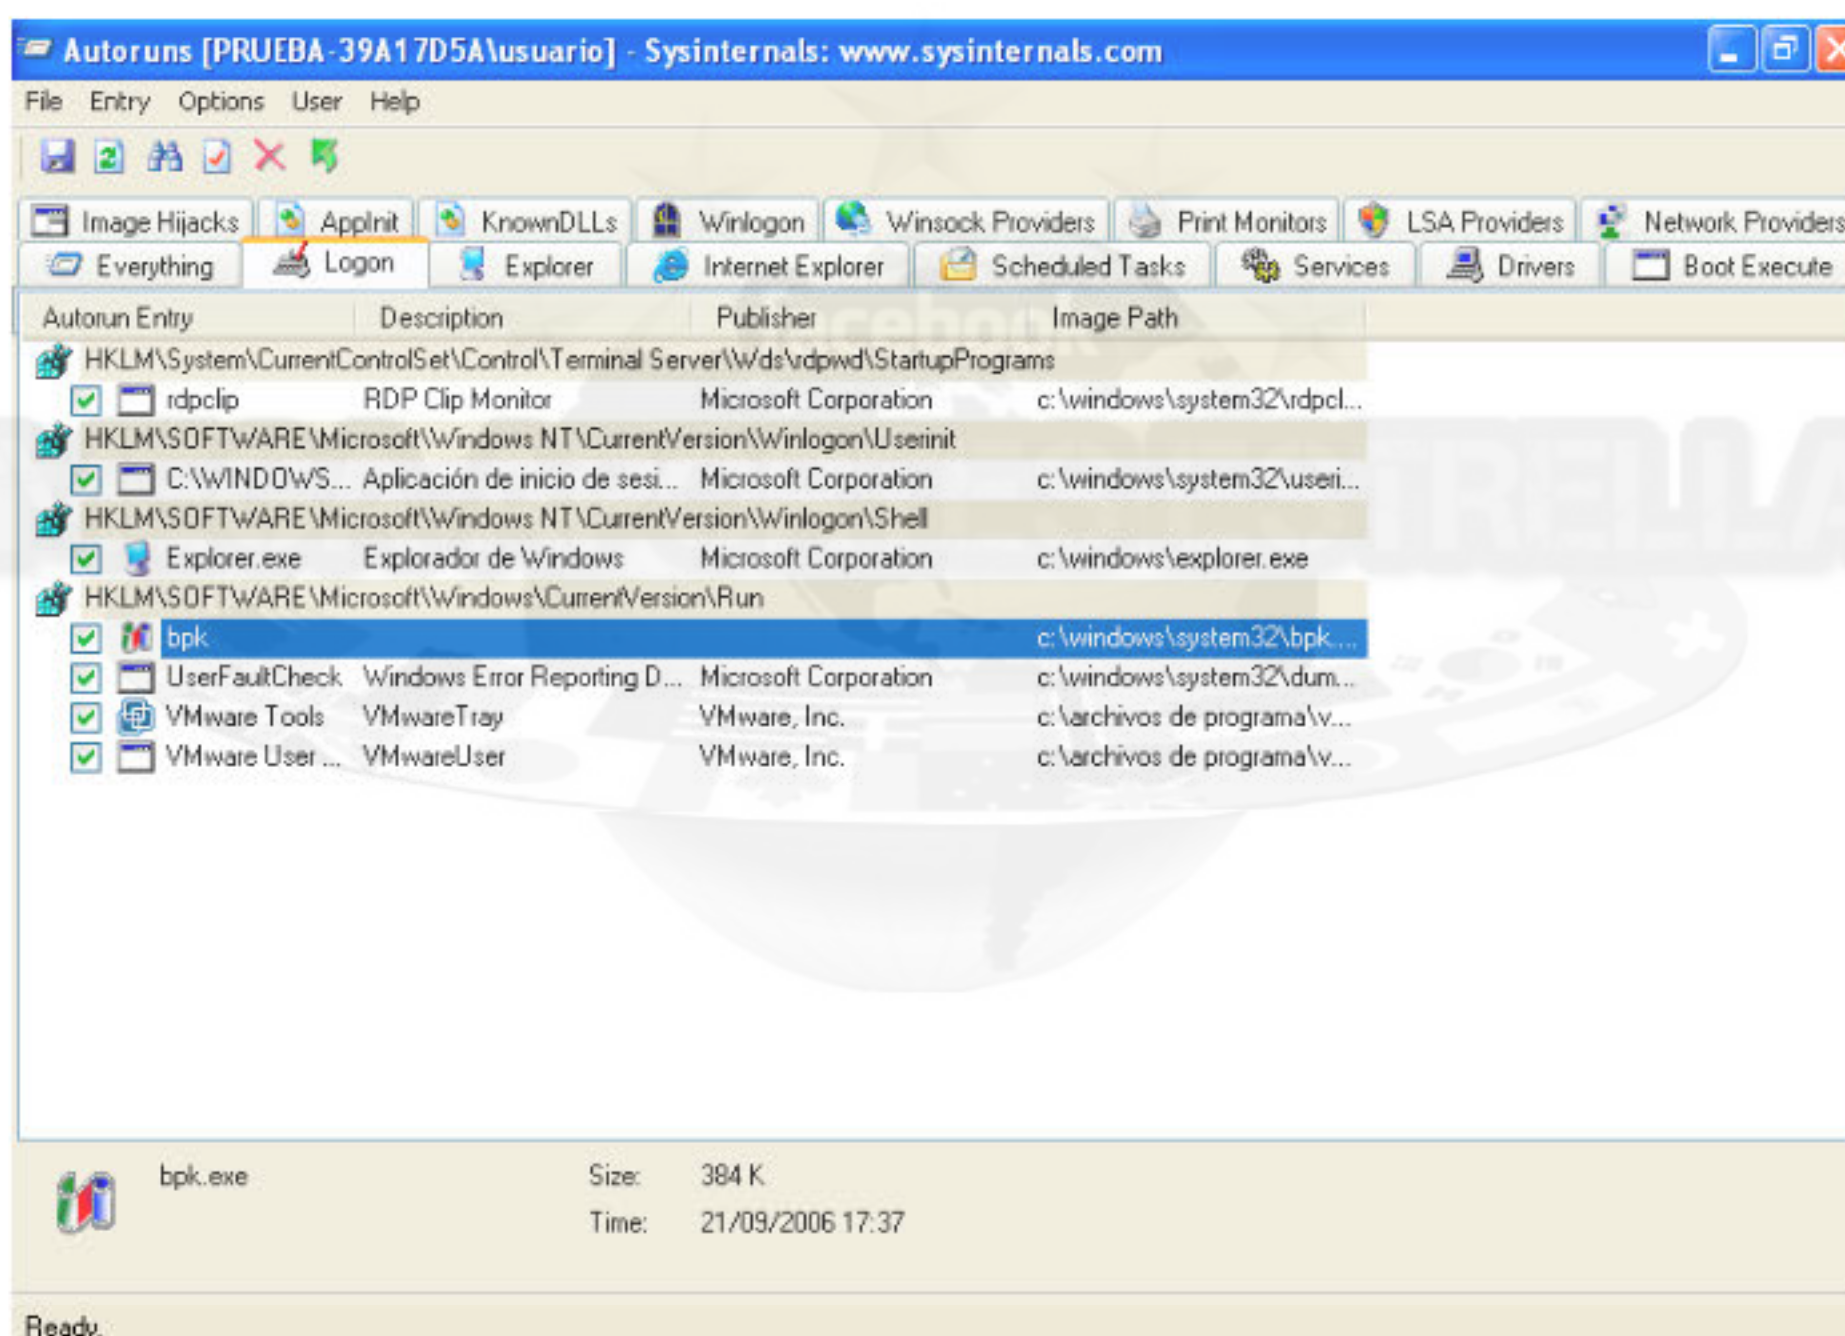 Autoruns [PRUEBA-39A17D5A\usuario] - Sysinternals: www.sysinternals.com
File Entry Options User Help
Image Hijacks AppInit KnownDLLs Winlogon Winsock Providers Print Monitors LSA Providers Network Providers
Everything Logon Explorer Internet Explorer Scheduled Tasks Services Drivers Boot Execute
Autorun Entry Description Publisher Image Path
HKLM\System\CurrentControlSet\Control\Terminal Server\Wds\rdpwd\StartupPrograms
rdpclip RDP Clip Monitor Microsoft Corporation c:\windows\system32\rdpcl...
HKLM\SOFTWARE\Microsoft\Windows NT\CurrentVersion\Winlogon\Userinit
C:\WINDOWS... Aplicación de inicio de sesi... Microsoft Corporation c:\windows\system32\useri...
HKLM\SOFTWARE\Microsoft\Windows NT\CurrentVersion\Winlogon\Shell
Explorer.exe Explorador de Windows Microsoft Corporation c:\windows\explorer.exe
HKLM\SOFTWARE\Microsoft\Windows\CurrentVersion\Run
bpk c:\windows\system32\bpk....
UserFaultCheck Windows Error Reporting D... Microsoft Corporation c:\windows\system32\dum...
VMware Tools VMwareTray VMware, Inc. c:\archivos de programa\v...
VMware User ... VMwareUser VMware, Inc. c:\archivos de programa\v...
bpk.exe Size: 384 K
Time: 21/09/2006 17:37
Ready.